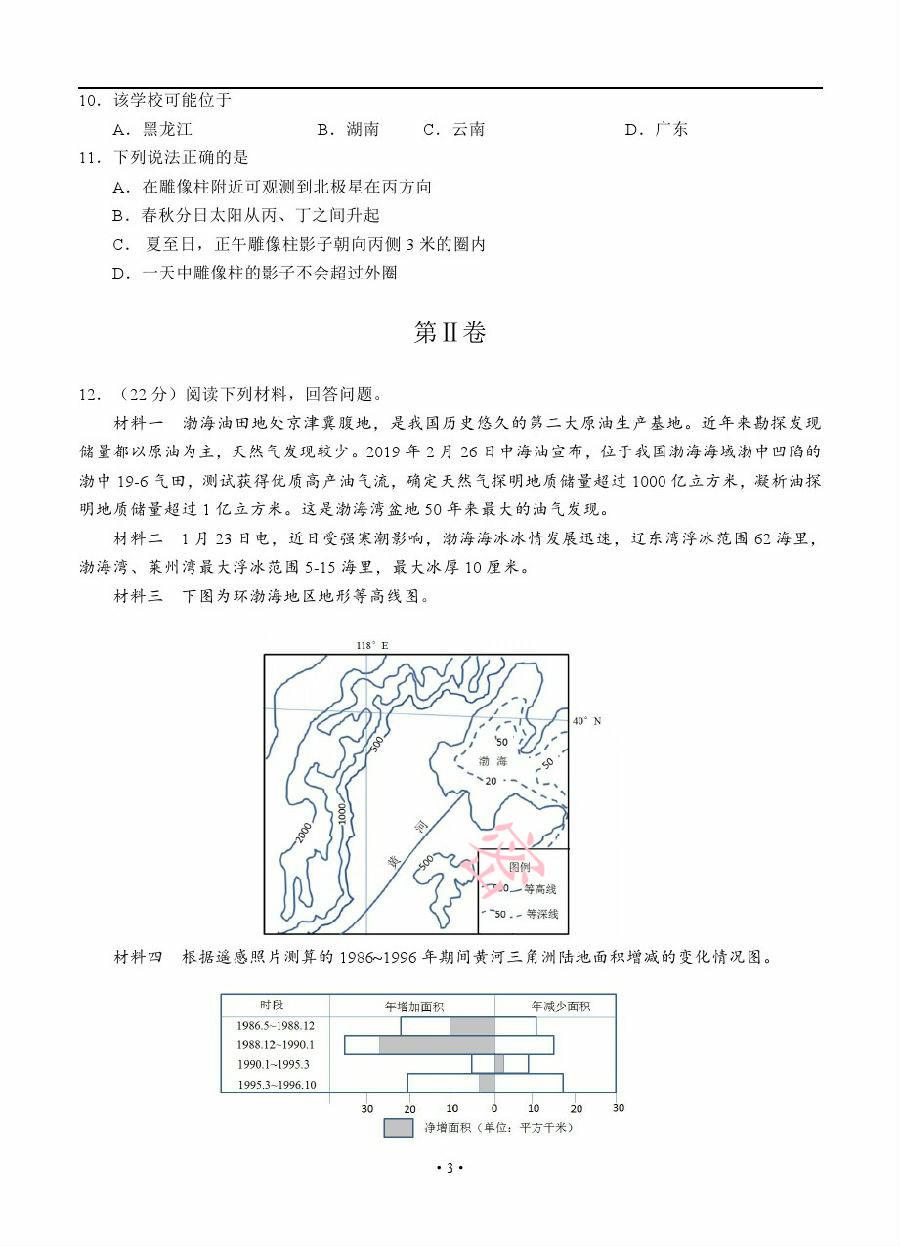 10．该学校可能位于
A．黑龙江 B．湖南 C．云南 D．广东
11．下列说法正确的是
A．在雕像柱附近可观测到北极星在丙方向
B．春秋分日太阳从丙、丁之间升起
C． 夏至日，正午雕像柱影子朝向丙侧 3 米的圈内
D．一天中雕像柱的影子不会超过外圈
第Ⅱ卷
12．（22 分）阅读下列材料，回答问题。
材料一 渤海油田地处京津冀腹地，是我国历史悠久的第二大原油生产基地。近年来勘探发现
储量都以原油为主，天然气发现较少。2019 年 2 月 26 日中海油宣布，位于我国渤海海域渤中凹陷的
渤中 19-6 气田，测试获得优质高产油气流，确定天然气探明地质储量超过 1000 亿立方米，凝析油探
明地质储量超过 1 亿立方米。这是渤海湾盆地 50 年来最大的油气发现。
材料二 1 月 23 日电，近日受强寒潮影响，渤海海冰冰情发展迅速，辽东湾浮冰范围 62 海里，
渤海湾、莱州湾最大浮冰范围 5-15 海里，最大冰厚 10 厘米。
材料三 下图为环渤海地区地形等高线图。
118° E
40° N
500
50
渤 海
50
20
1000
2000
黄 河
500
图例
500 等高线
50 等深线
材料四 根据遥感照片测算的 1986~1996 年期间黄河三角洲陆地面积增减的变化情况图。
时段 年增加面积 年减少面积
1986.5~1988.12
1988.12~1990.1
1990.1~1995.3
1995.3~1996.10
30 20 10 0 10 20 30
净增面积（单位：平方千米）
• 3 •